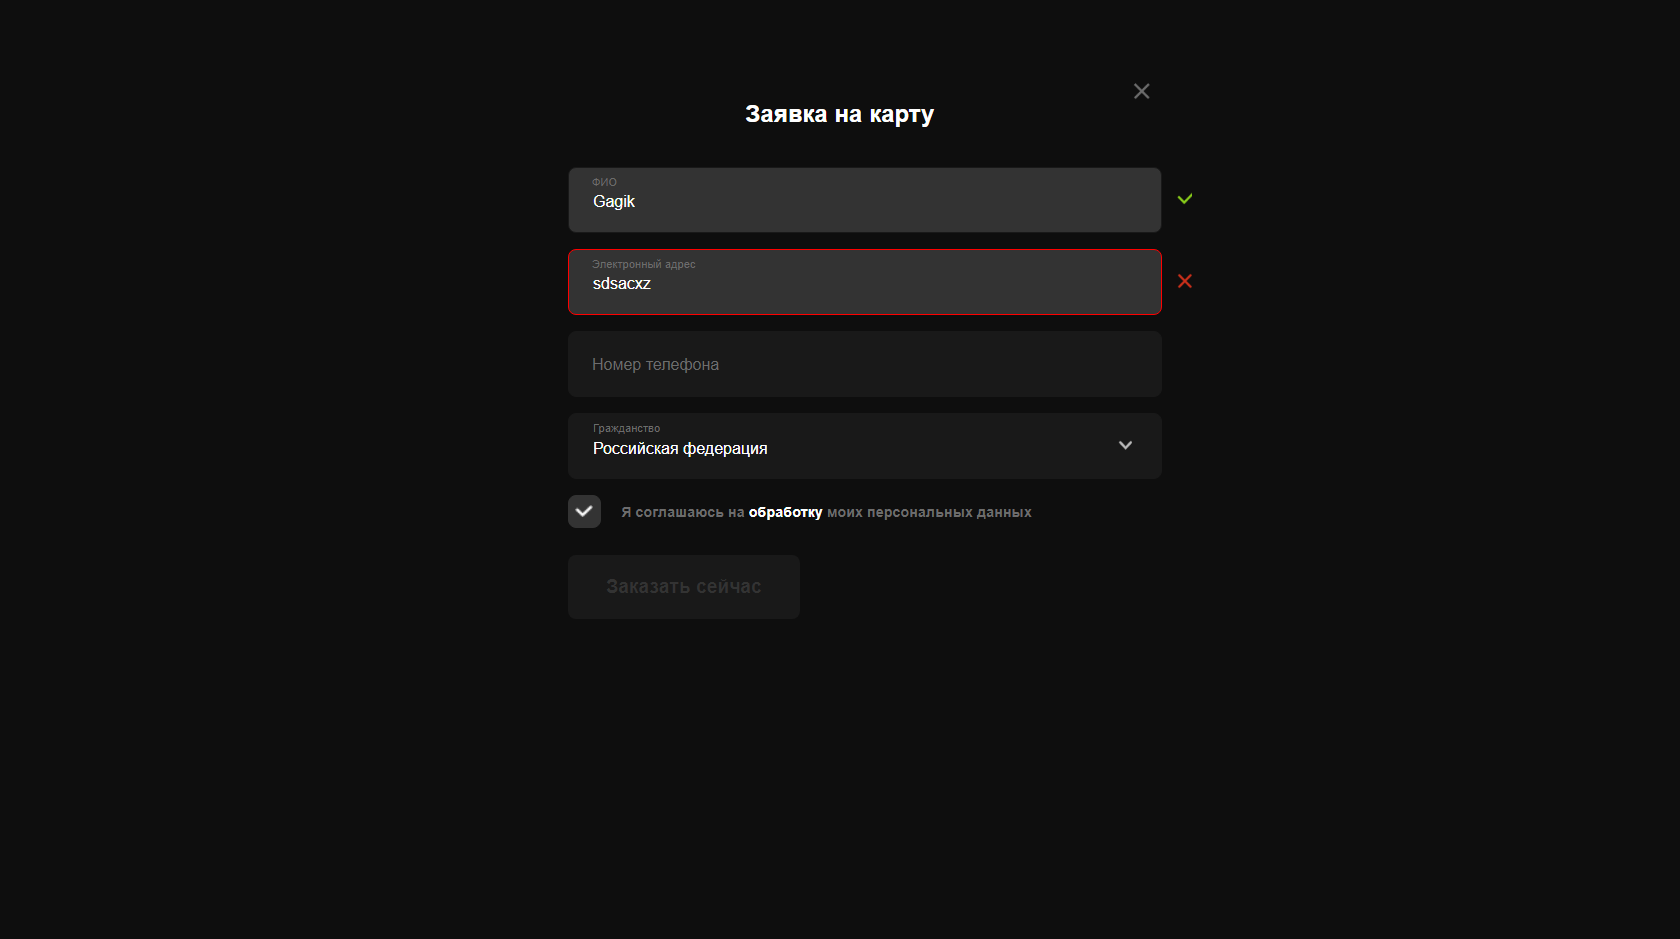 Заявка на карту
ФИО
Gagik
Электронный адрес
sdsacxz
Номер телефона
Гражданство
Российская федерация
Я соглашаюсь на обработку моих персональных данных
Заказать сейчас